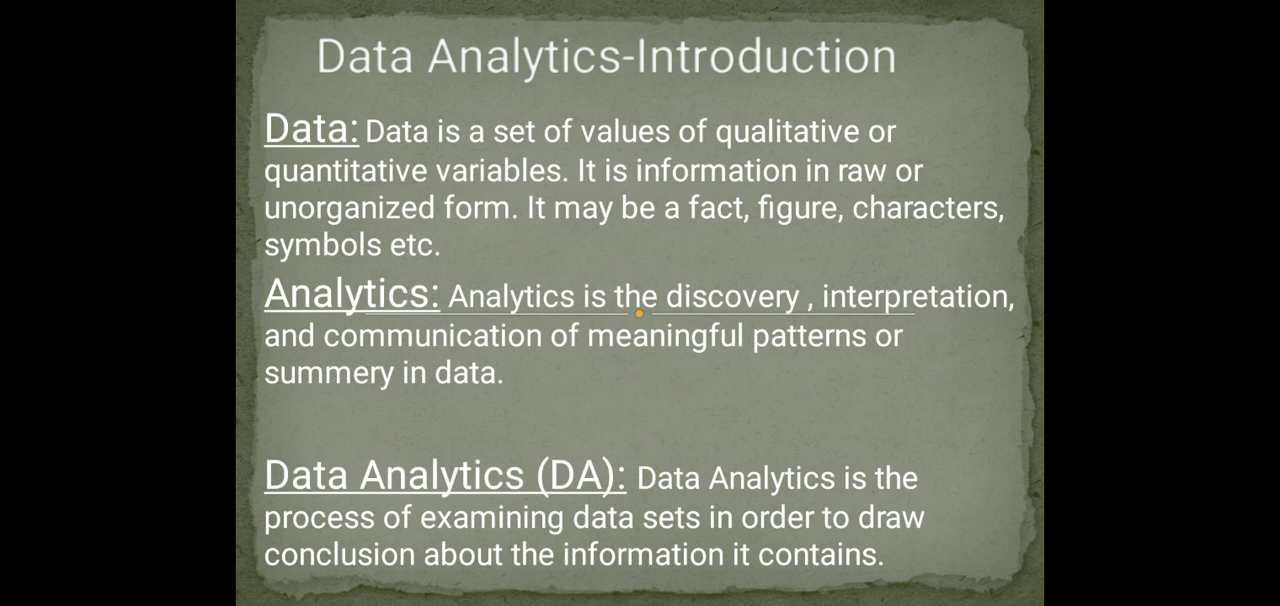 Data Analytics-Introduction
Data: Data is a set of values of qualitative or
quantitative variables. It is information in raw or
unorganized form. It may be a fact, figure, characters,
symbols etc.
Analytics: Analytics is the discovery , interpretation,
and communication of meaningful patterns or
summery in data.
Data Analytics (DA): Data Analytics is the
process of examining data sets in order to draw
conclusion about the information it contains.